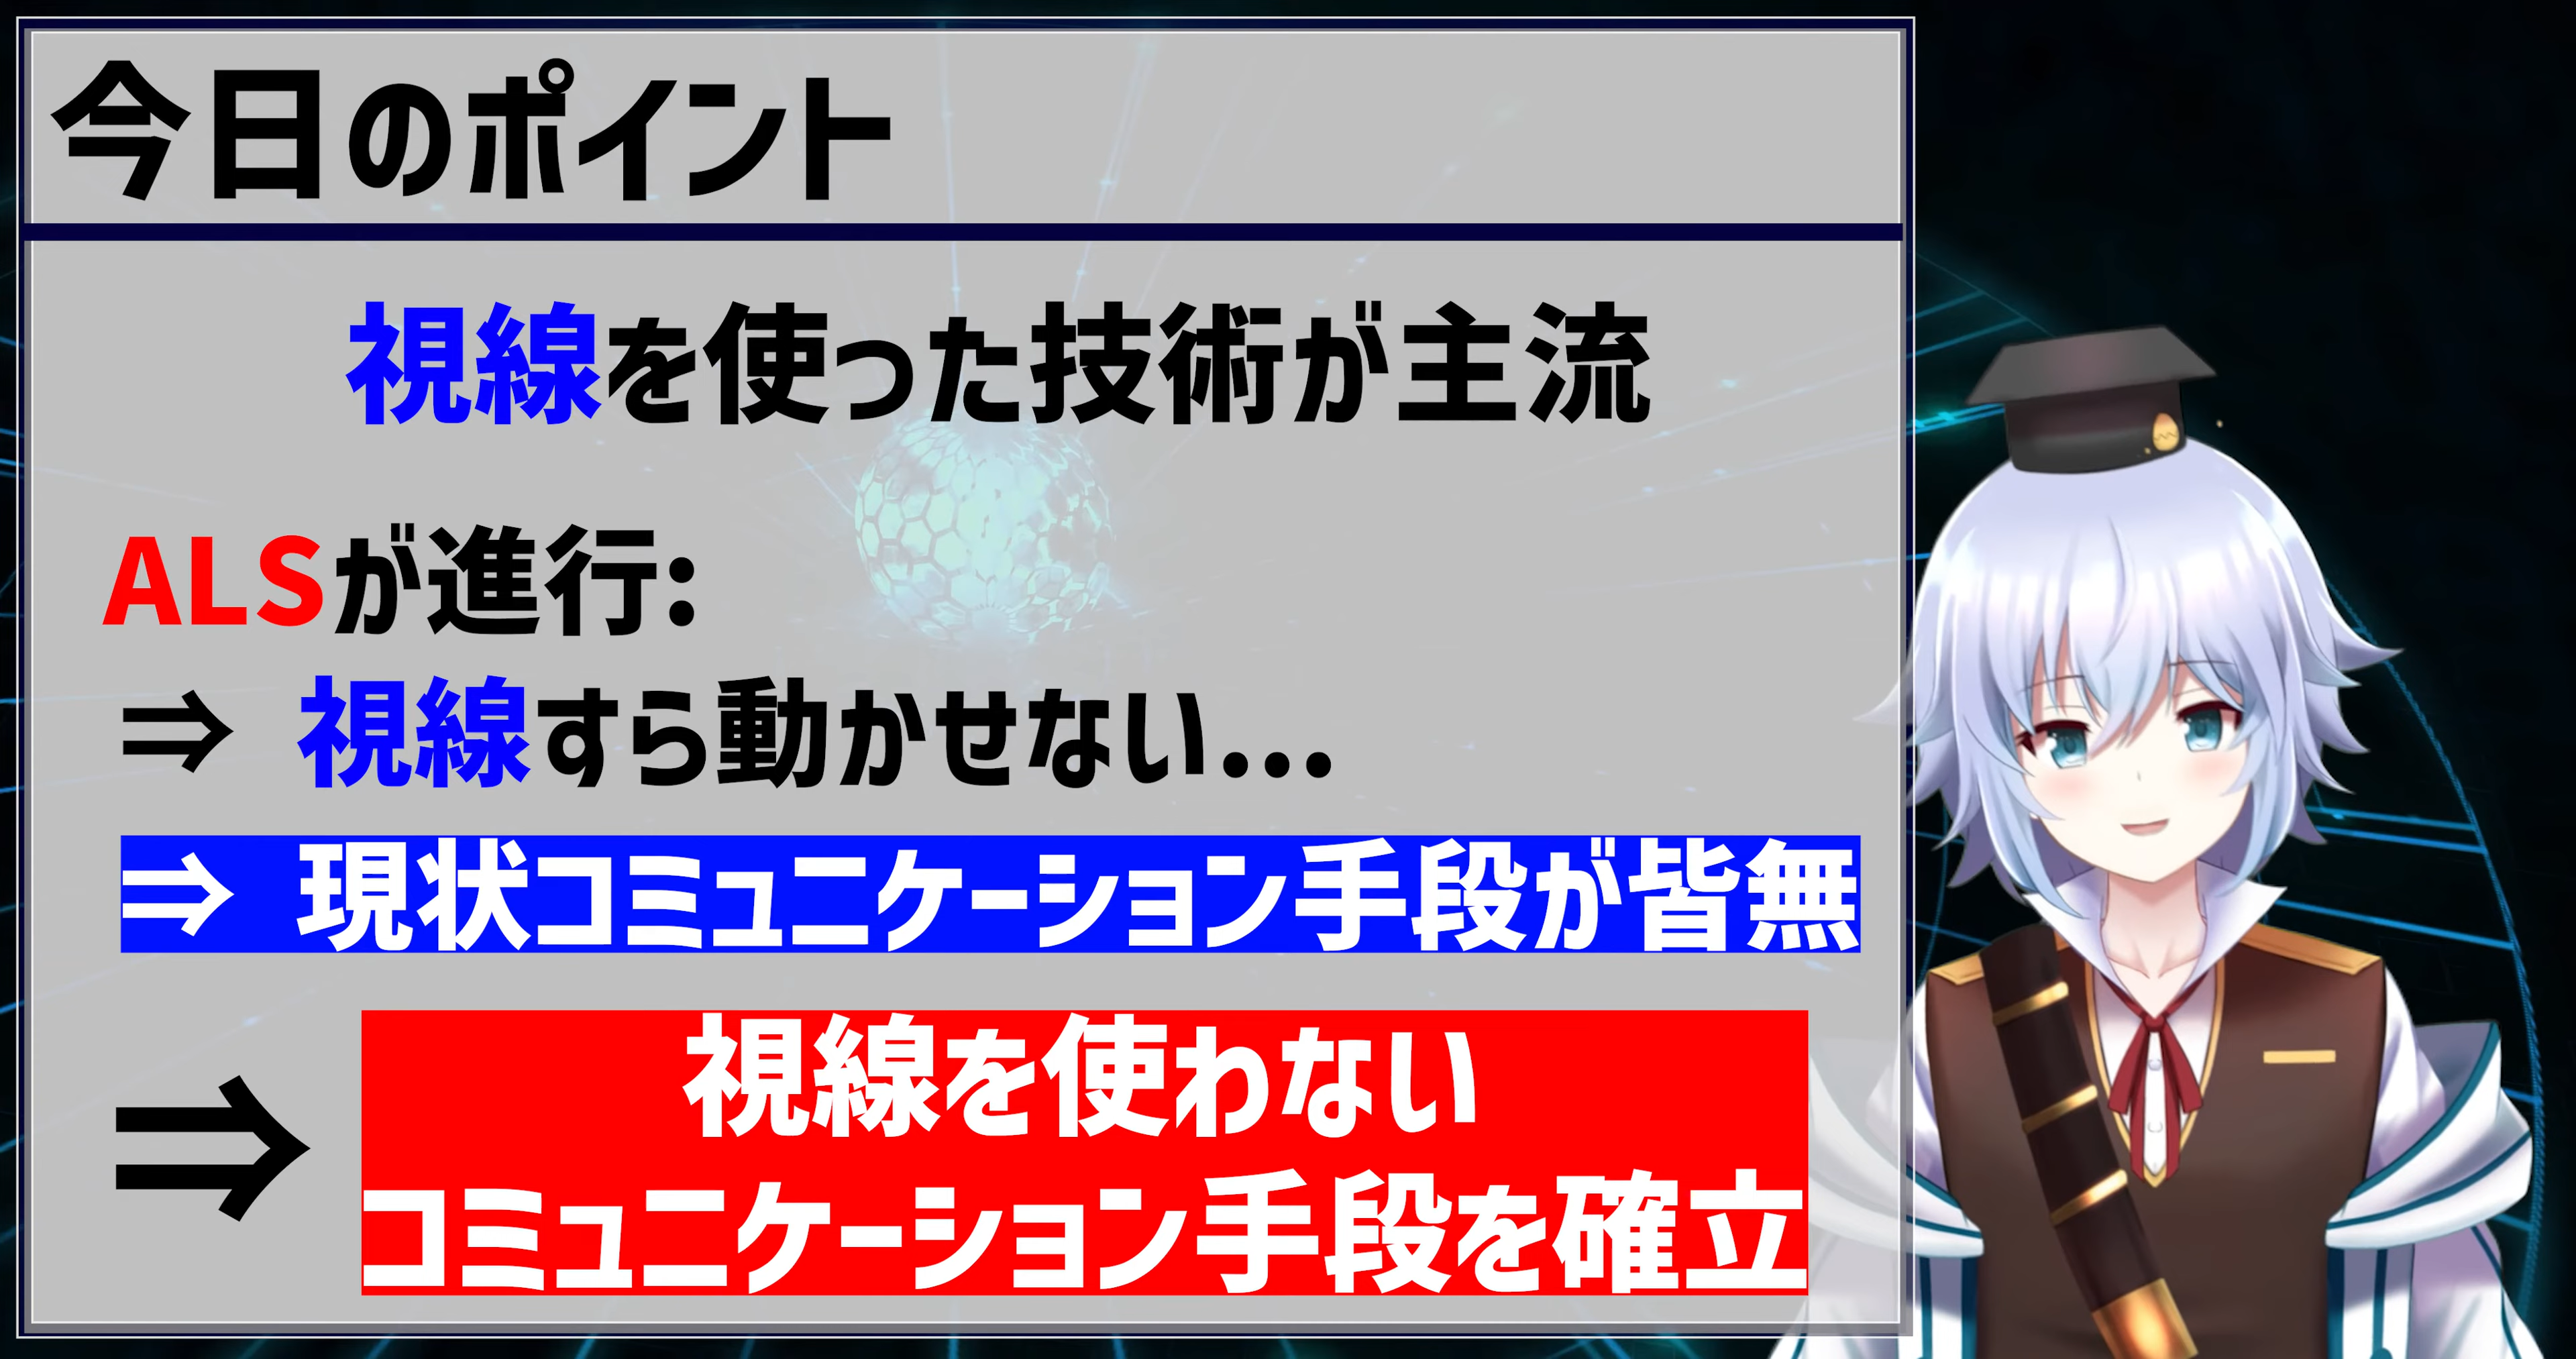 今日のポイント
視線を使った技術が主流
ALSが進行:
⇒ 視線すら動かせない...
⇒ 現状コミュニケーション手段が皆無
⇒ 視線を使わない
コミュニケーション手段を確立